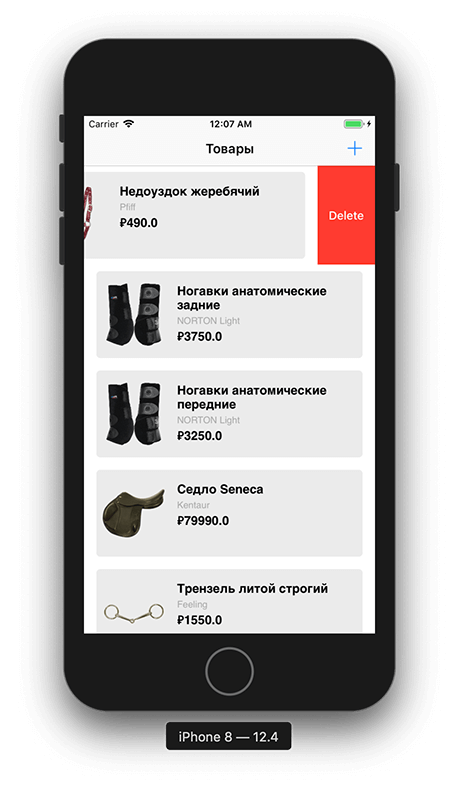 Carrier 12:07 AM
Товары +
Недоуздок жеребячий
Pfiff
₽490.0
Delete
Ногавки анатомические
задние
NORTON Light
₽3750.0
Ногавки анатомические
передние
NORTON Light
₽3250.0
Седло Seneca
Kentaur
₽79990.0
Трензель литой строгий
Feeling
₽1550.0
iPhone 8 — 12.4